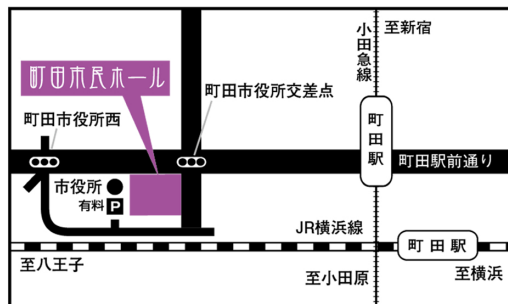 至新宿
小田急線
町田市民ホール
町田市役所交差点
町田市役所西
町田駅
町田駅前通り
市役所
有料 P
JR横浜線
町田駅
至八王子
至小田原
至横浜